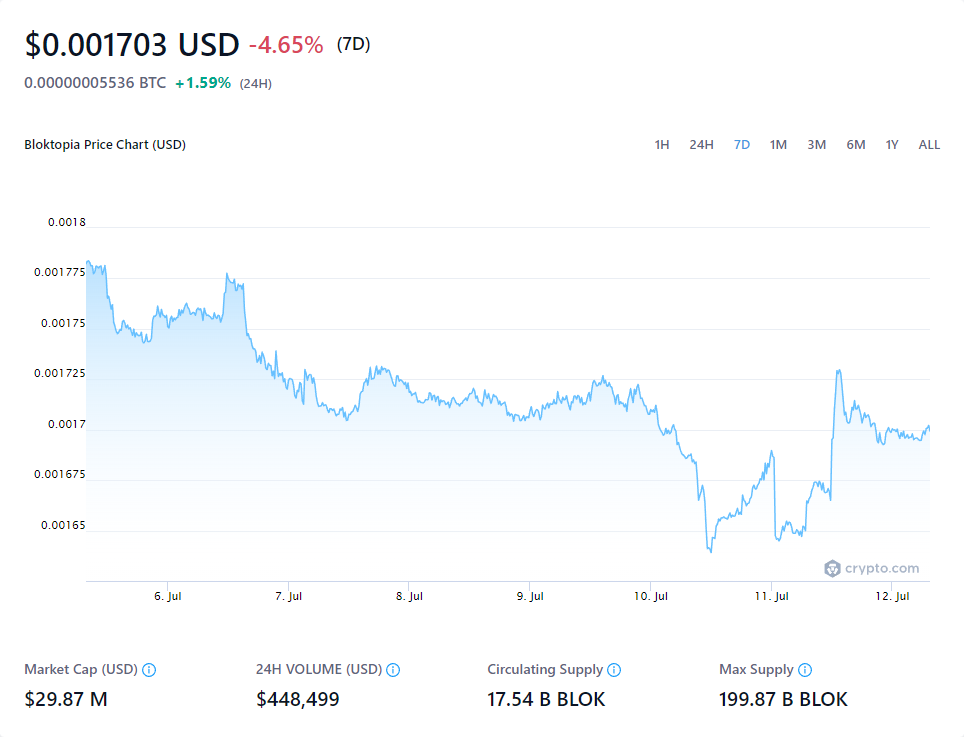 $0.001703 USD -4.65% (7D)
0.00000005536 BTC +1.59% (24H)
Bloktopia Price Chart (USD) 1H 24H 7D 1M 3M 6M 1Y ALL
0.0018
0.001775
0.00175
0.001725
0.0017
0.001675
0.00165
crypto.com
6. Jul 7. Jul 8. Jul 9. Jul 10. Jul 11. Jul 12. Jul
Market Cap (USD) 24H VOLUME (USD) Circulating Supply Max Supply
$29.87 M $448,499 17.54 B BLOK 199.87 B BLOK